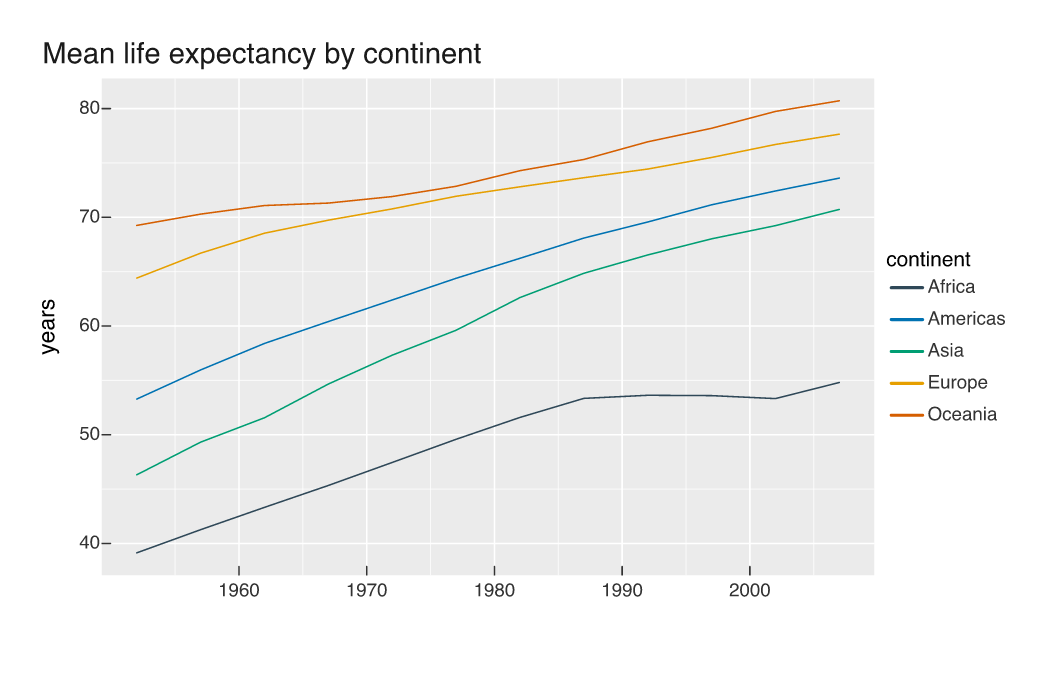 Mean life expectancy by continent
80
70
60
50
40
years
1960 1970 1980 1990 2000
continent
Africa
Americas
Asia
Europe
Oceania